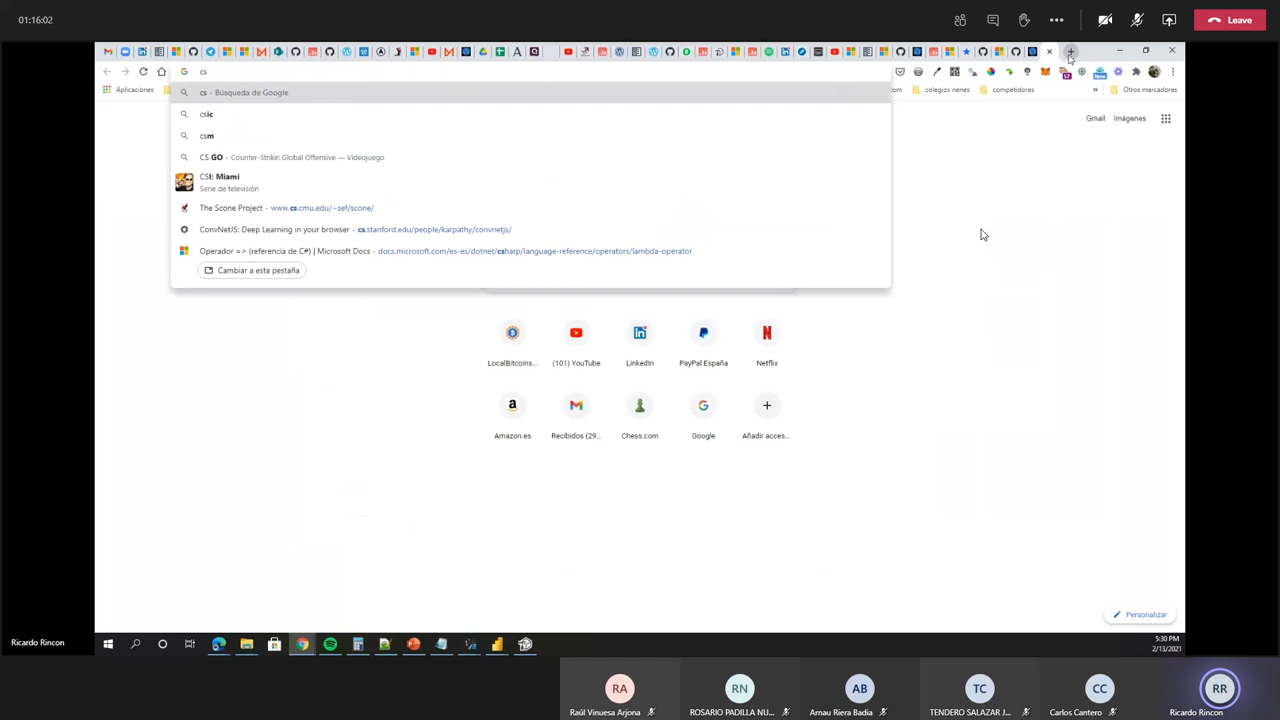 01:16:02
Leave
cs
Aplicaciones
com
colegios nenes
competidores
»
Otros marcadores
57
New
cs - Búsqueda de Google
Gmail
Imágenes
csic
csm
CS GO - Counter-Strike: Global Offensive — Videojuego
CSI: Miami
Serie de televisión
The Scone Project - www.cs.cmu.edu/~sef/scone/
ConvNetJS: Deep Learning in your browser - cs.stanford.edu/people/karpathy/convnetjs/
Operador => (referencia de C#) | Microsoft Docs - docs.microsoft.com/es-es/dotnet/csharp/language-reference/operators/lambda-operator
Cambiar a esta pestaña
LocalBitcoins...
(101) YouTube
LinkedIn
PayPal España
Netflix
Amazon.es
Recibidos (29...
Chess.com
Google
Añadir acces...
Personalizar
Ricardo Rincon
5:30 PM
2/13/2021
RA
RN
AB
TC
CC
RR
Raúl Vinuesa Arjona
ROSARIO PADILLA NU...
Arnau Riera Badia
TENDERO SALAZAR J...
Carlos Cantero
Ricardo Rincon